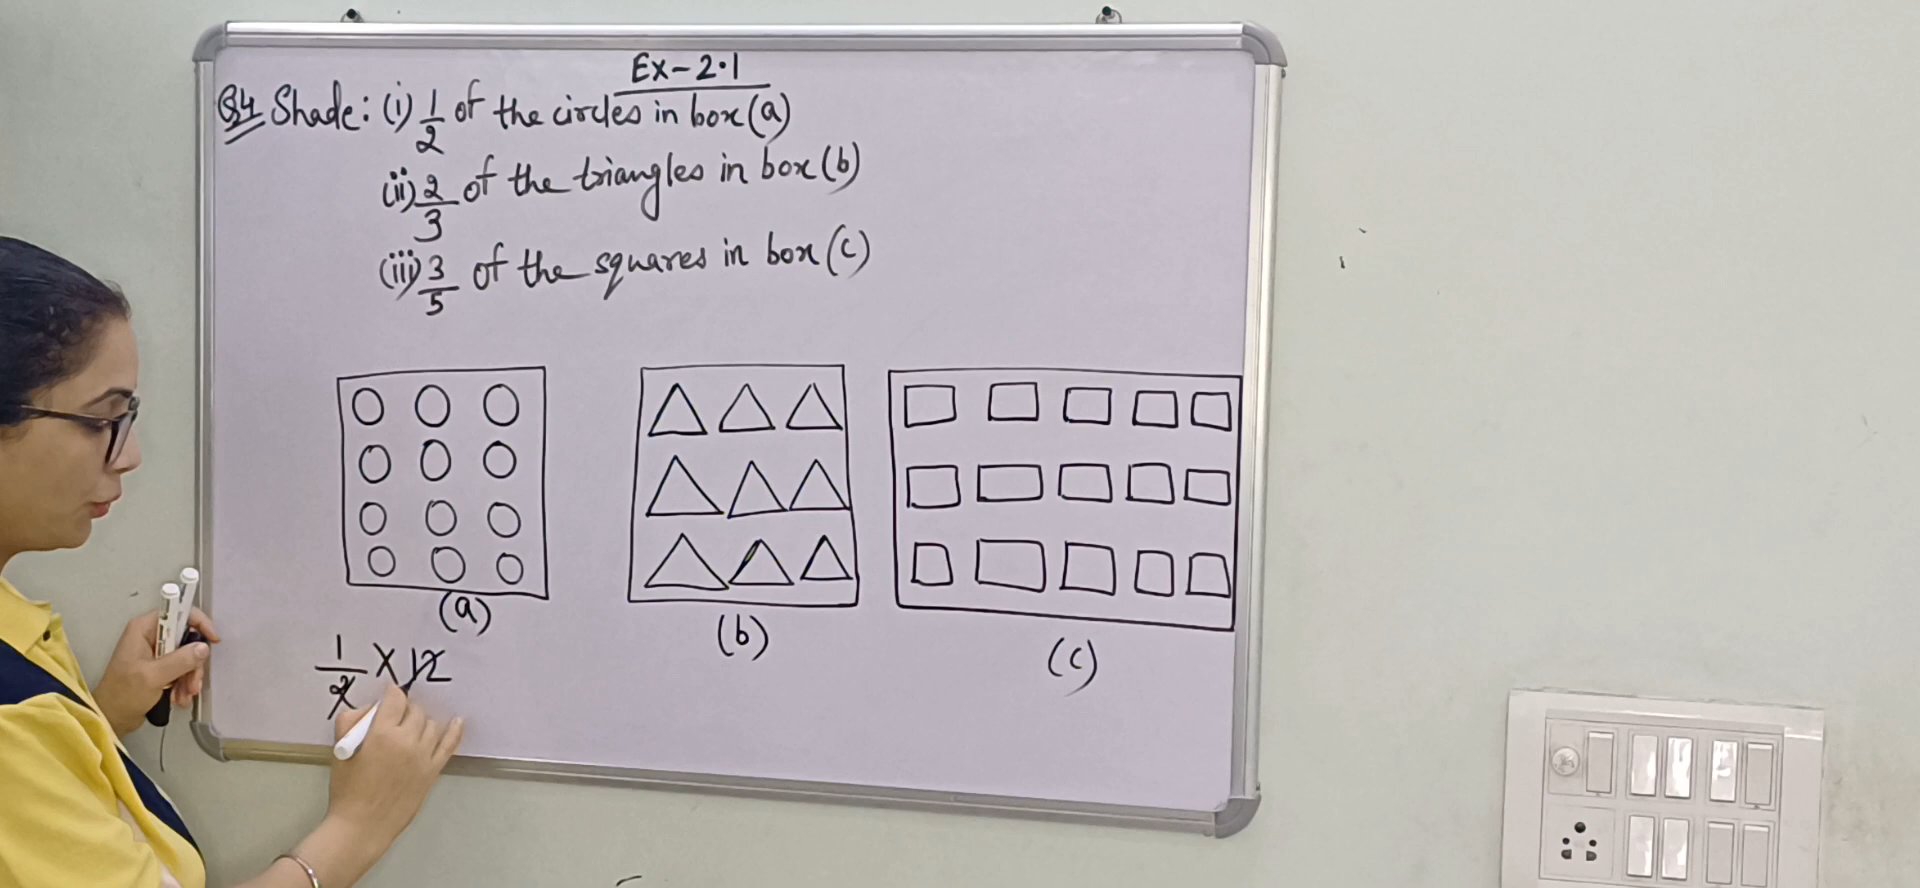 Ex-2.1
Q4 Shade: (i) 1/2 of the circles in box (a)
(ii) 2/3 of the triangles in box (b)
(iii) 3/5 of the squares in box (c)
(a)
(b)
(c)
1/2 × 12